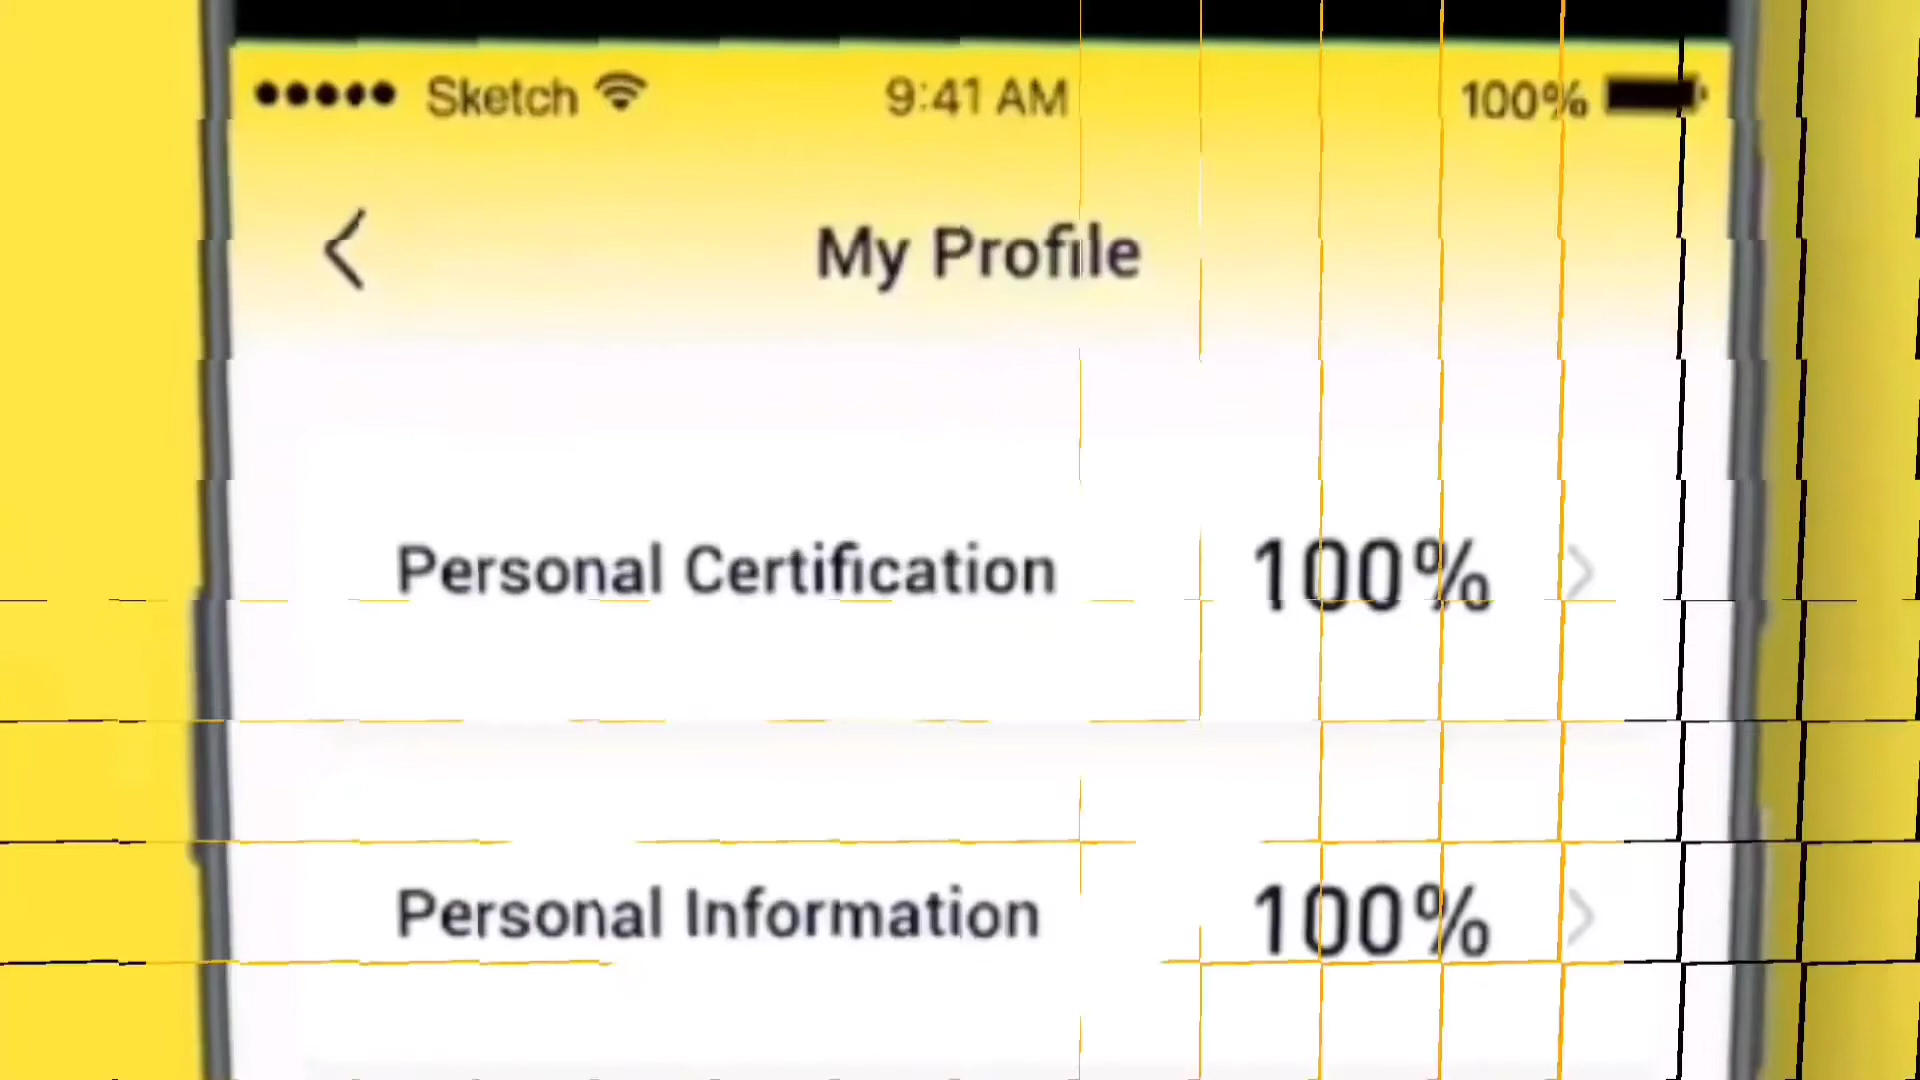 Sketch 9:41 AM 100%
My Profile
Personal Certification 100%
Personal Information 100%